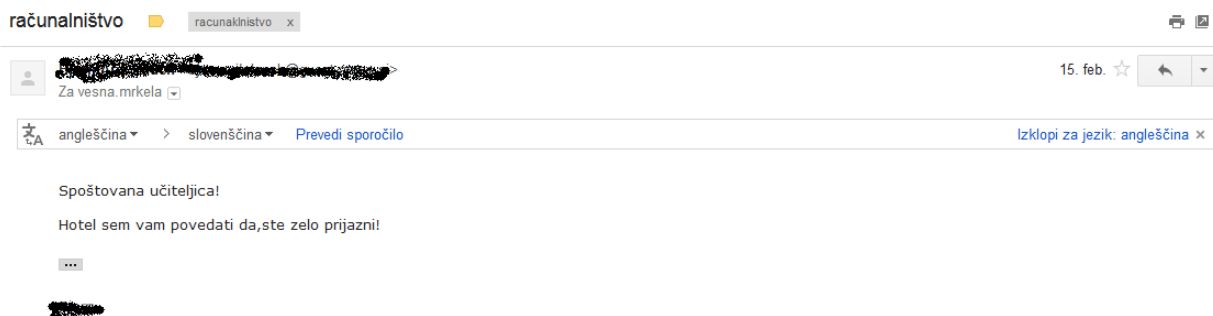 računalništvo racunaklnistvo x
15. feb.
Za vesna.mrkela
angleščina > slovenščina Prevedi sporočilo Izklopi za jezik: angleščina ×
Spoštovana učiteljica!
Hotel sem vam povedati da,ste zelo prijazni!
...